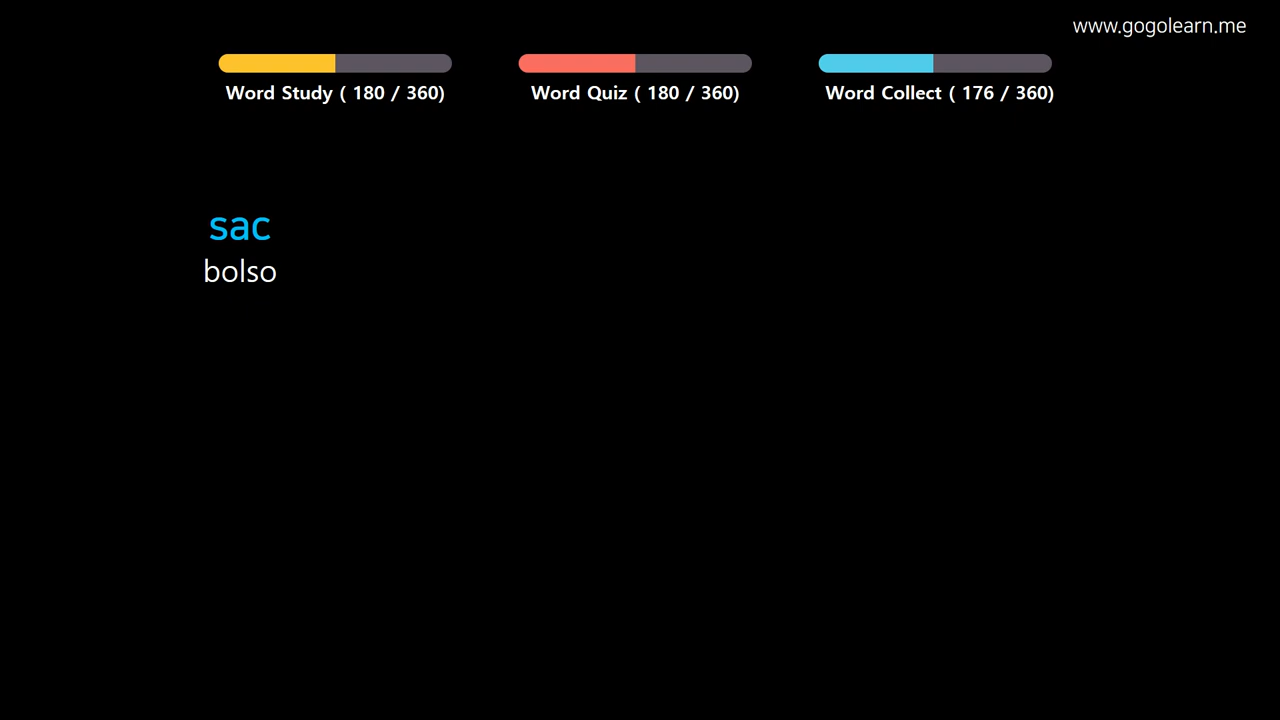 www.gogolearn.me
Word Study ( 180 / 360)
Word Quiz ( 180 / 360)
Word Collect ( 176 / 360)
sac
bolso